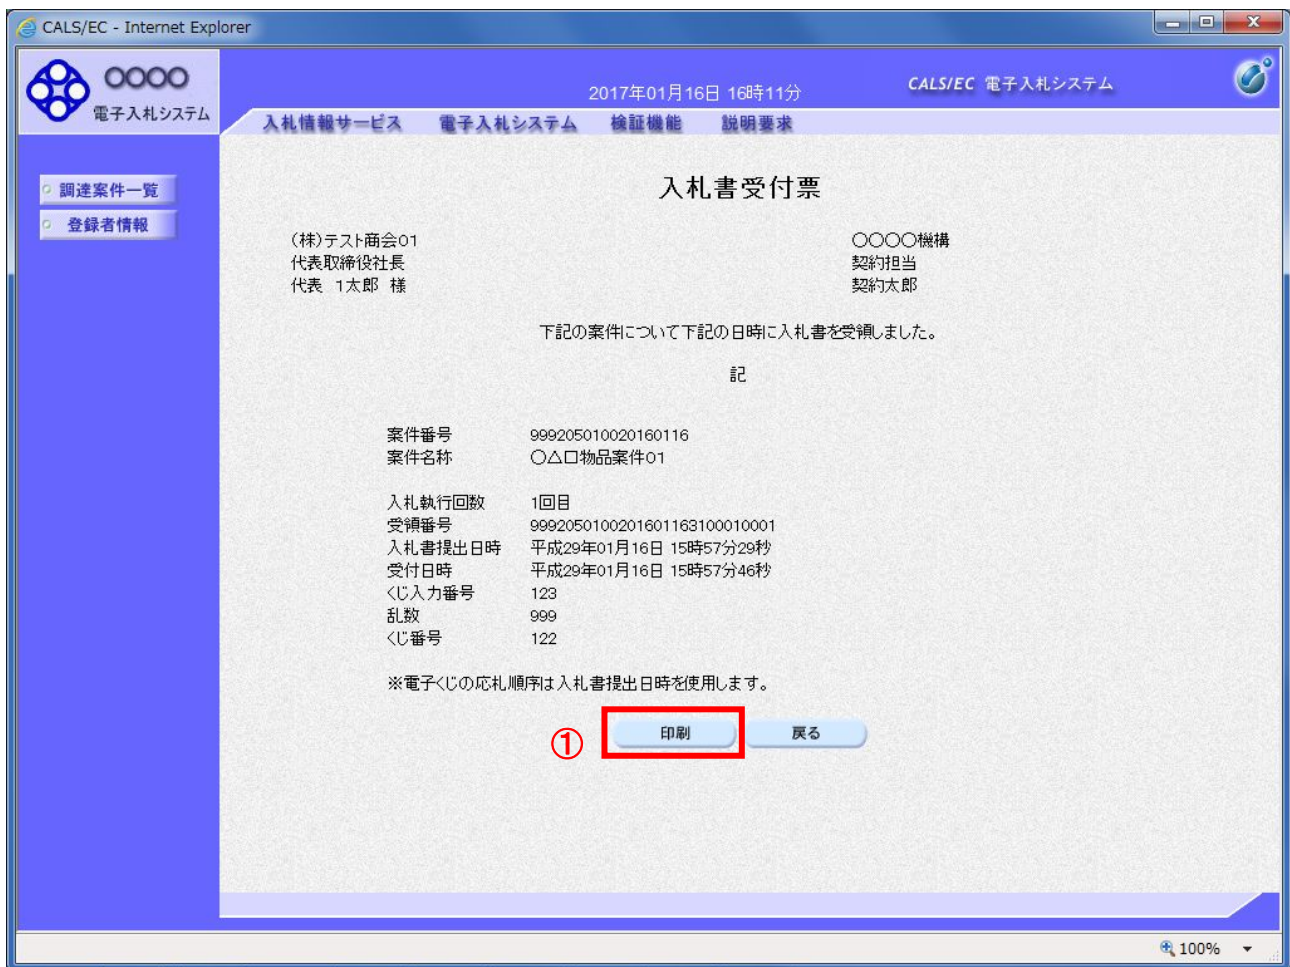 CALS/EC - Internet Explorer
○○○○
電子入札システム
2017年01月16日 16時11分
CALS/EC 電子入札システム
入札情報サービス 電子入札システム 検証機能 説明要求
調達案件一覧
登録者情報
入札書受付票
(株)テスト商会01
代表取締役社長
代表 1太郎 様
○○○○機構
契約担当
契約太郎
下記の案件について下記の日時に入札書を受領しました。
記
案件番号 999205010020160116
案件名称 ○△□物品案件01
入札執行回数 1回目
受領番号 9992050100201601163100010001
入札書提出日時 平成29年01月16日 15時57分29秒
受付日時 平成29年01月16日 15時57分46秒
くじ入力番号 123
乱数 999
くじ番号 122
※電子くじの応札順序は入札書提出日時を使用します。
① 印刷 戻る
100%